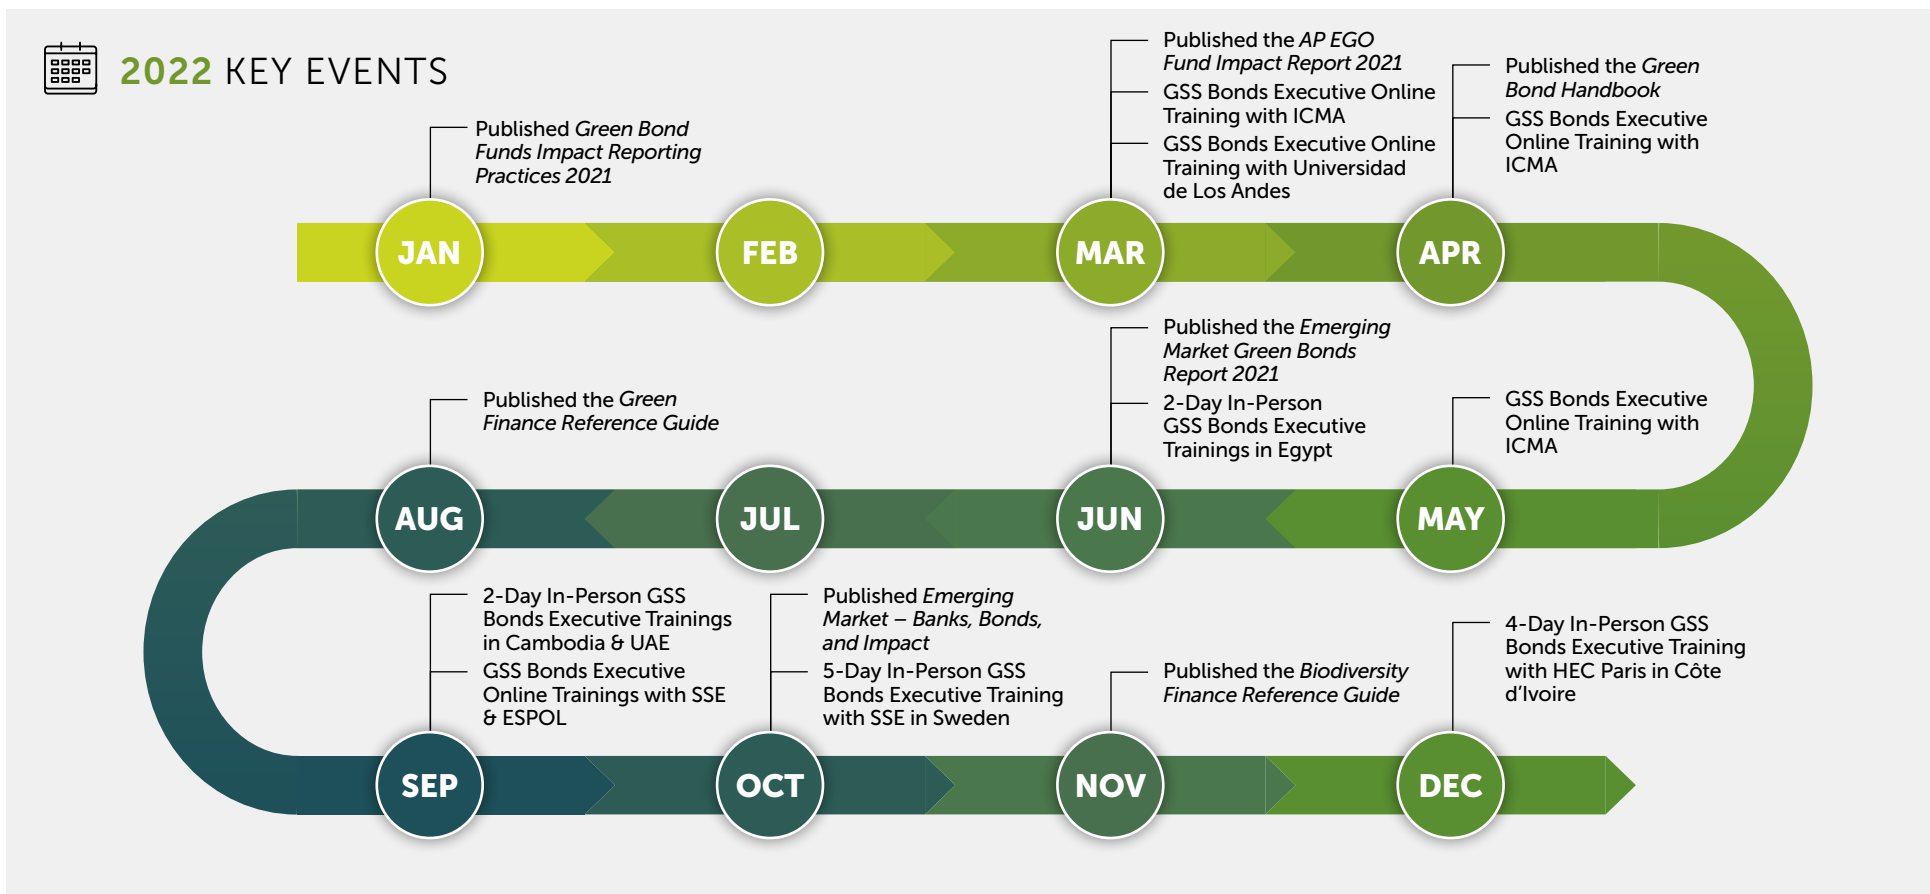 2022 KEY EVENTS
Published Green Bond
Funds Impact Reporting
Practices 2021
Published the AP EGO
Fund Impact Report 2021
GSS Bonds Executive Online
Training with ICMA
GSS Bonds Executive Online
Training with Universidad
de Los Andes
Published the Green
Bond Handbook
GSS Bonds Executive
Online Training with
ICMA
JAN
FEB
MAR
APR
GSS Bonds Executive
Online Training with
ICMA
Published the Emerging
Market Green Bonds
Report 2021
2-Day In-Person
GSS Bonds Executive
Trainings in Egypt
Published the Green
Finance Reference Guide
MAY
JUN
JUL
AUG
2-Day In-Person GSS
Bonds Executive Trainings
in Cambodia & UAE
GSS Bonds Executive
Online Trainings with SSE
& ESPOL
Published Emerging
Market – Banks, Bonds,
and Impact
5-Day In-Person GSS
Bonds Executive Training
with SSE in Sweden
Published the Biodiversity
Finance Reference Guide
4-Day In-Person GSS
Bonds Executive Training
with HEC Paris in Côte
d’Ivoire
SEP
OCT
NOV
DEC